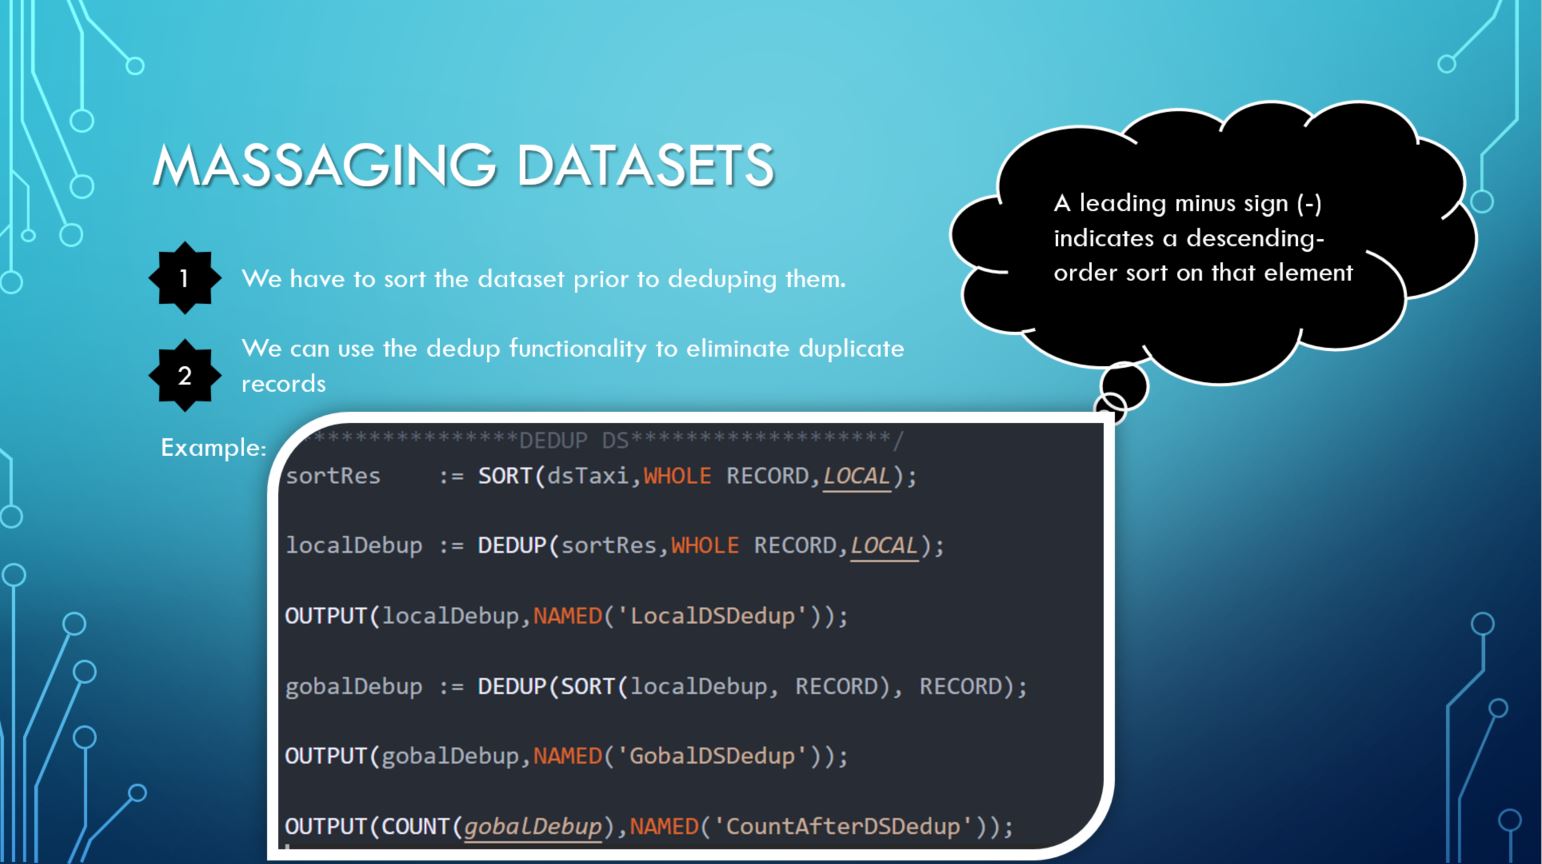 MASSAGING DATASETS
A leading minus sign (-)
indicates a descending-
order sort on that element
1
We have to sort the dataset prior to deduping them.
2
We can use the dedup functionality to eliminate duplicate
records
Example:
****************DEDUP DS*******************/
sortRes    := SORT(dsTaxi,WHOLE RECORD,LOCAL);
localDebup := DEDUP(sortRes,WHOLE RECORD,LOCAL);
OUTPUT(localDebup,NAMED('LocalDSDedup'));
gobalDebup := DEDUP(SORT(localDebup, RECORD), RECORD);
OUTPUT(gobalDebup,NAMED('GobalDSDedup'));
OUTPUT(COUNT(gobalDebup),NAMED('CountAfterDSDedup'));